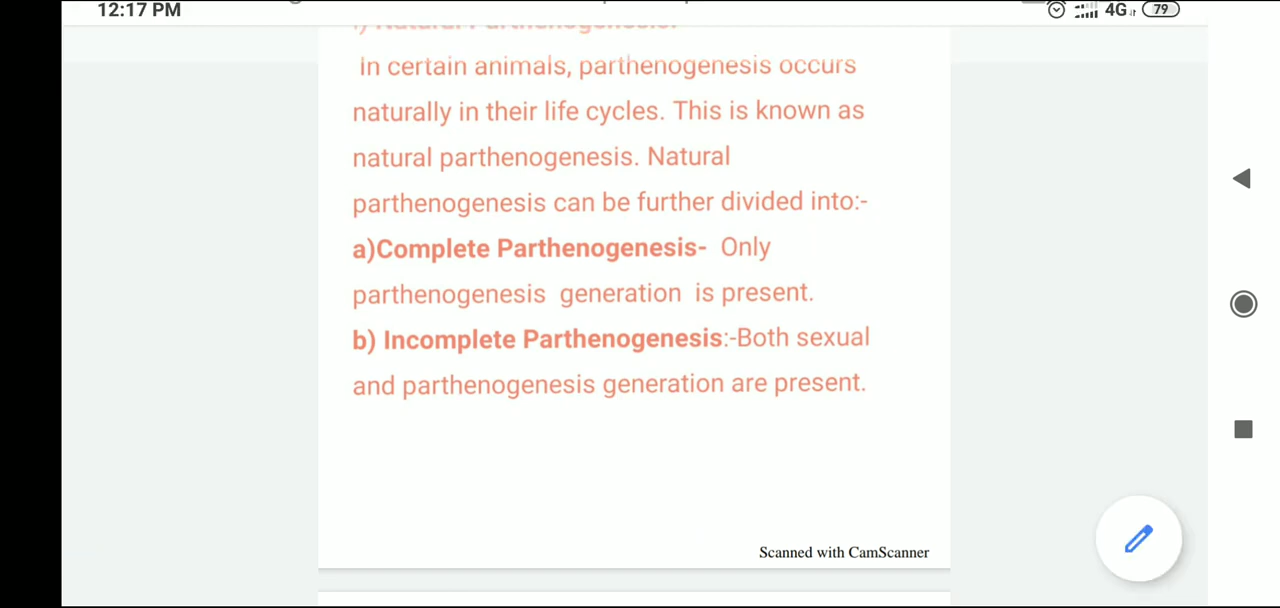 12:17 PM
4G
79
In certain animals, parthenogenesis occurs
naturally in their life cycles. This is known as
natural parthenogenesis. Natural
parthenogenesis can be further divided into:-
a)Complete Parthenogenesis- Only
parthenogenesis generation is present.
b) Incomplete Parthenogenesis:-Both sexual
and parthenogenesis generation are present.
Scanned with CamScanner